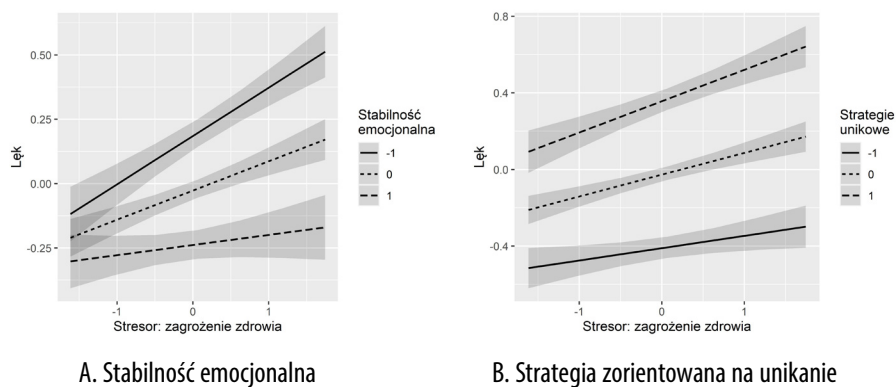 0.50
0.25
0.00
-0.25
Lęk
-1
0
1
Stresor: zagrożenie zdrowia
Stabilność
emocjonalna
-1
0
1
A. Stabilność emocjonalna
0.8
0.4
0.0
-0.4
Lęk
-1
0
1
Stresor: zagrożenie zdrowia
Strategie
unikowe
-1
0
1
B. Strategia zorientowana na unikanie